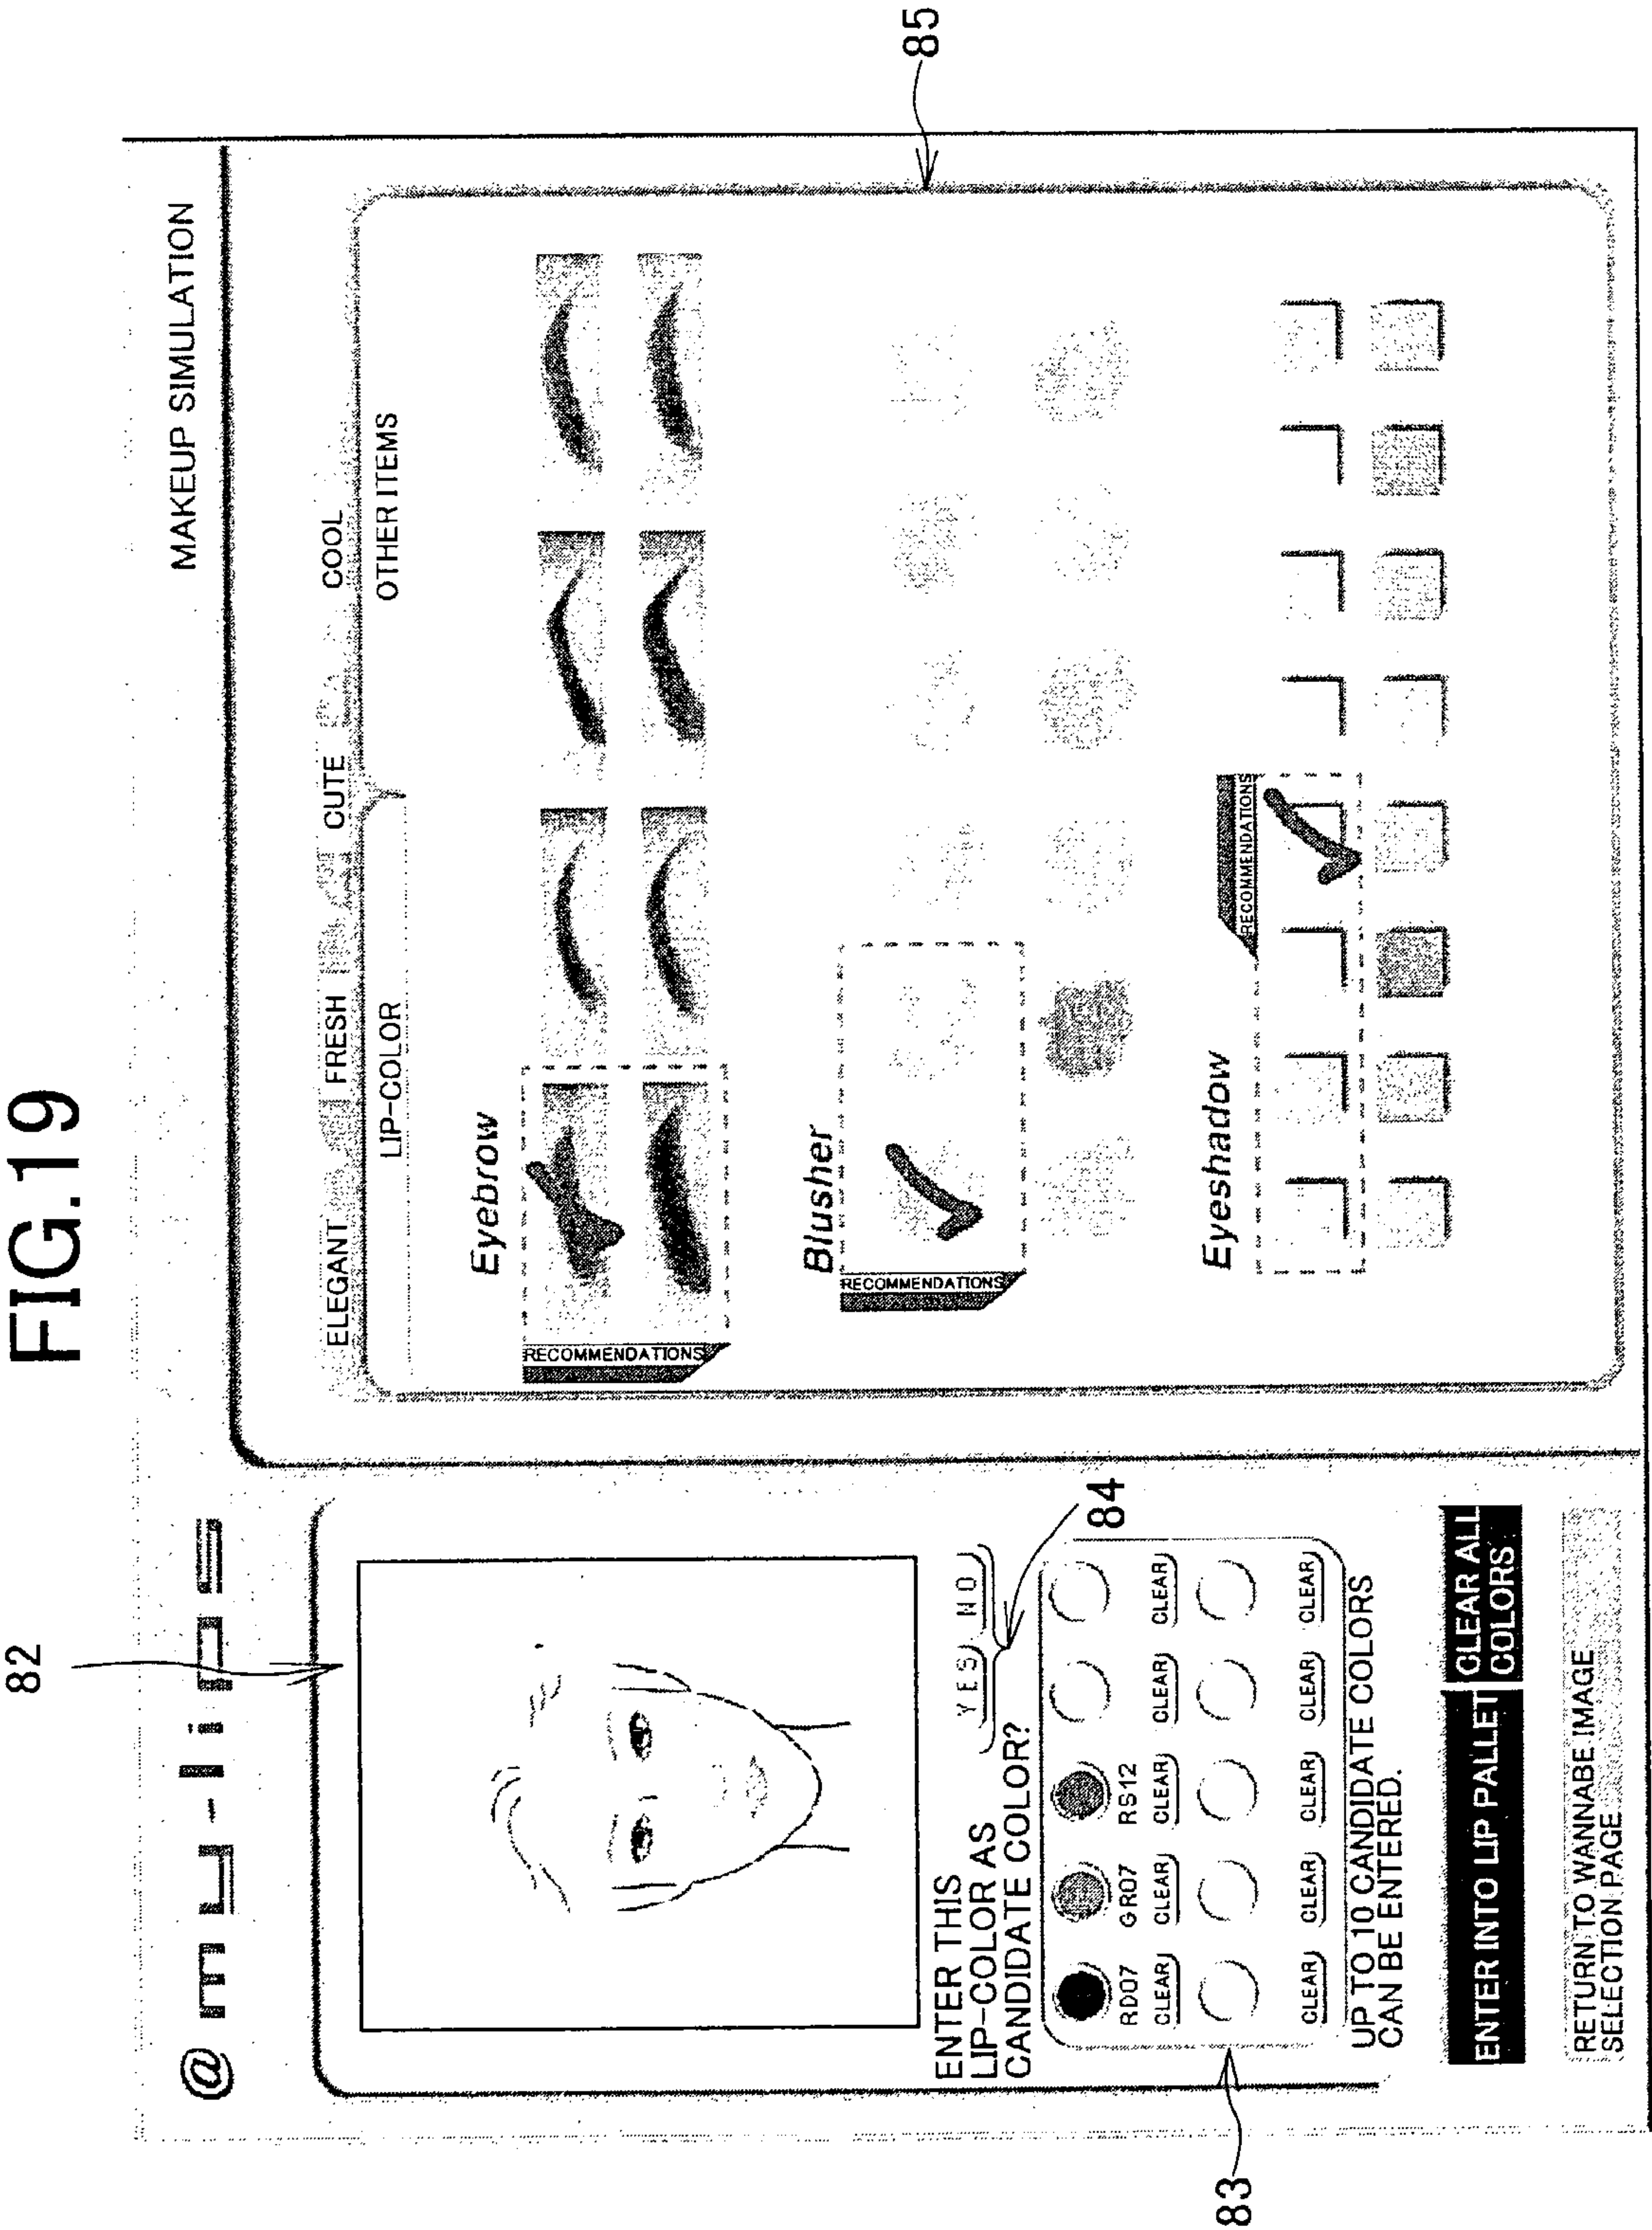 FIG.19
82
@my-lips
MAKEUP SIMULATION
ELEGANT
FRESH
CUTE
COOL
LIP-COLOR
OTHER ITEMS
Eyebrow
RECOMMENDATIONS
Blusher
RECOMMENDATIONS
Eyeshadow
RECOMMENDATIONS
85
ENTER THIS
LIP-COLOR AS
CANDIDATE COLOR?
YES NO
84
RD07 GR07 RS12
CLEAR CLEAR CLEAR CLEAR CLEAR
CLEAR CLEAR CLEAR CLEAR CLEAR
83
UP TO 10 CANDIDATE COLORS
CAN BE ENTERED.
ENTER INTO LIP PALLET
CLEAR ALL
COLORS
RETURN TO WANNABE IMAGE
SELECTION PAGE